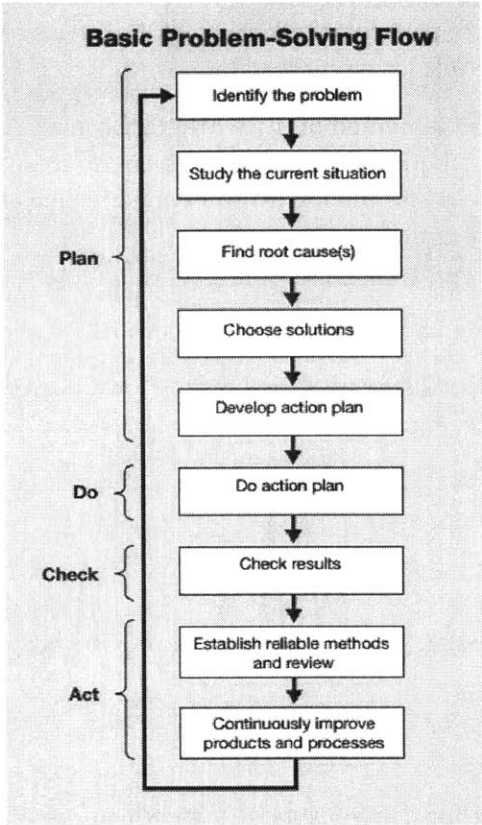 Basic Problem-Solving Flow
Identify the problem
Study the current situation
Plan
Find root cause(s)
Choose solutions
Develop action plan
Do
Do action plan
Check
Check results
Act
Establish reliable methods
and review
Continuously improve
products and processes